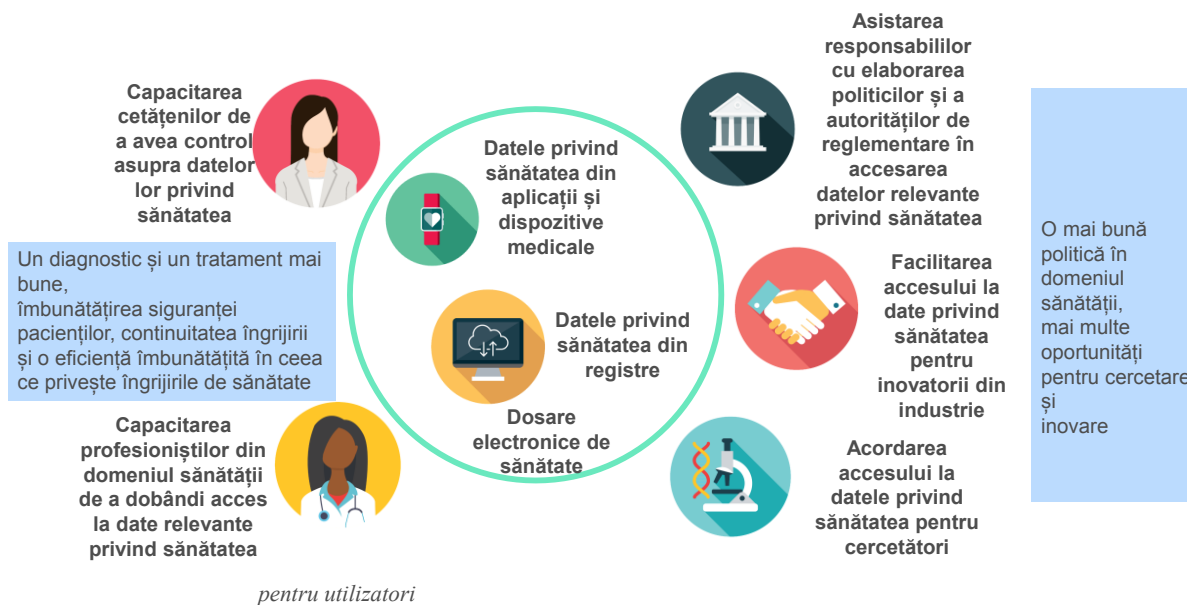 Capacitarea
cetățenilor de
a avea control
asupra datelor
lor privind
sănătatea
Un diagnostic și un tratament mai
bune,
îmbunătățirea siguranței
pacienților, continuitatea îngrijirii
și o eficiență îmbunătățită în ceea
ce privește îngrijirile de sănătate
Capacitarea
profesioniștilor din
domeniul sănătății
de a dobândi acces
la date relevante
privind sănătatea
Datele privind
sănătatea din
aplicații și
dispozitive
medicale
Datele privind
sănătatea din
registre
Dosare
electronice de
sănătate
Asistarea
responsabililor
cu elaborarea
politicilor și a
autorităților de
reglementare în
accesarea
datelor relevante
privind sănătatea
Facilitarea
accesului la
date privind
sănătatea
pentru
inovatorii din
industrie
Acordarea
accesului la
datele privind
sănătatea pentru
cercetători
O mai bună
politică în
domeniul
sănătății,
mai multe
oportunități
pentru cercetare
și
inovare
pentru utilizatori